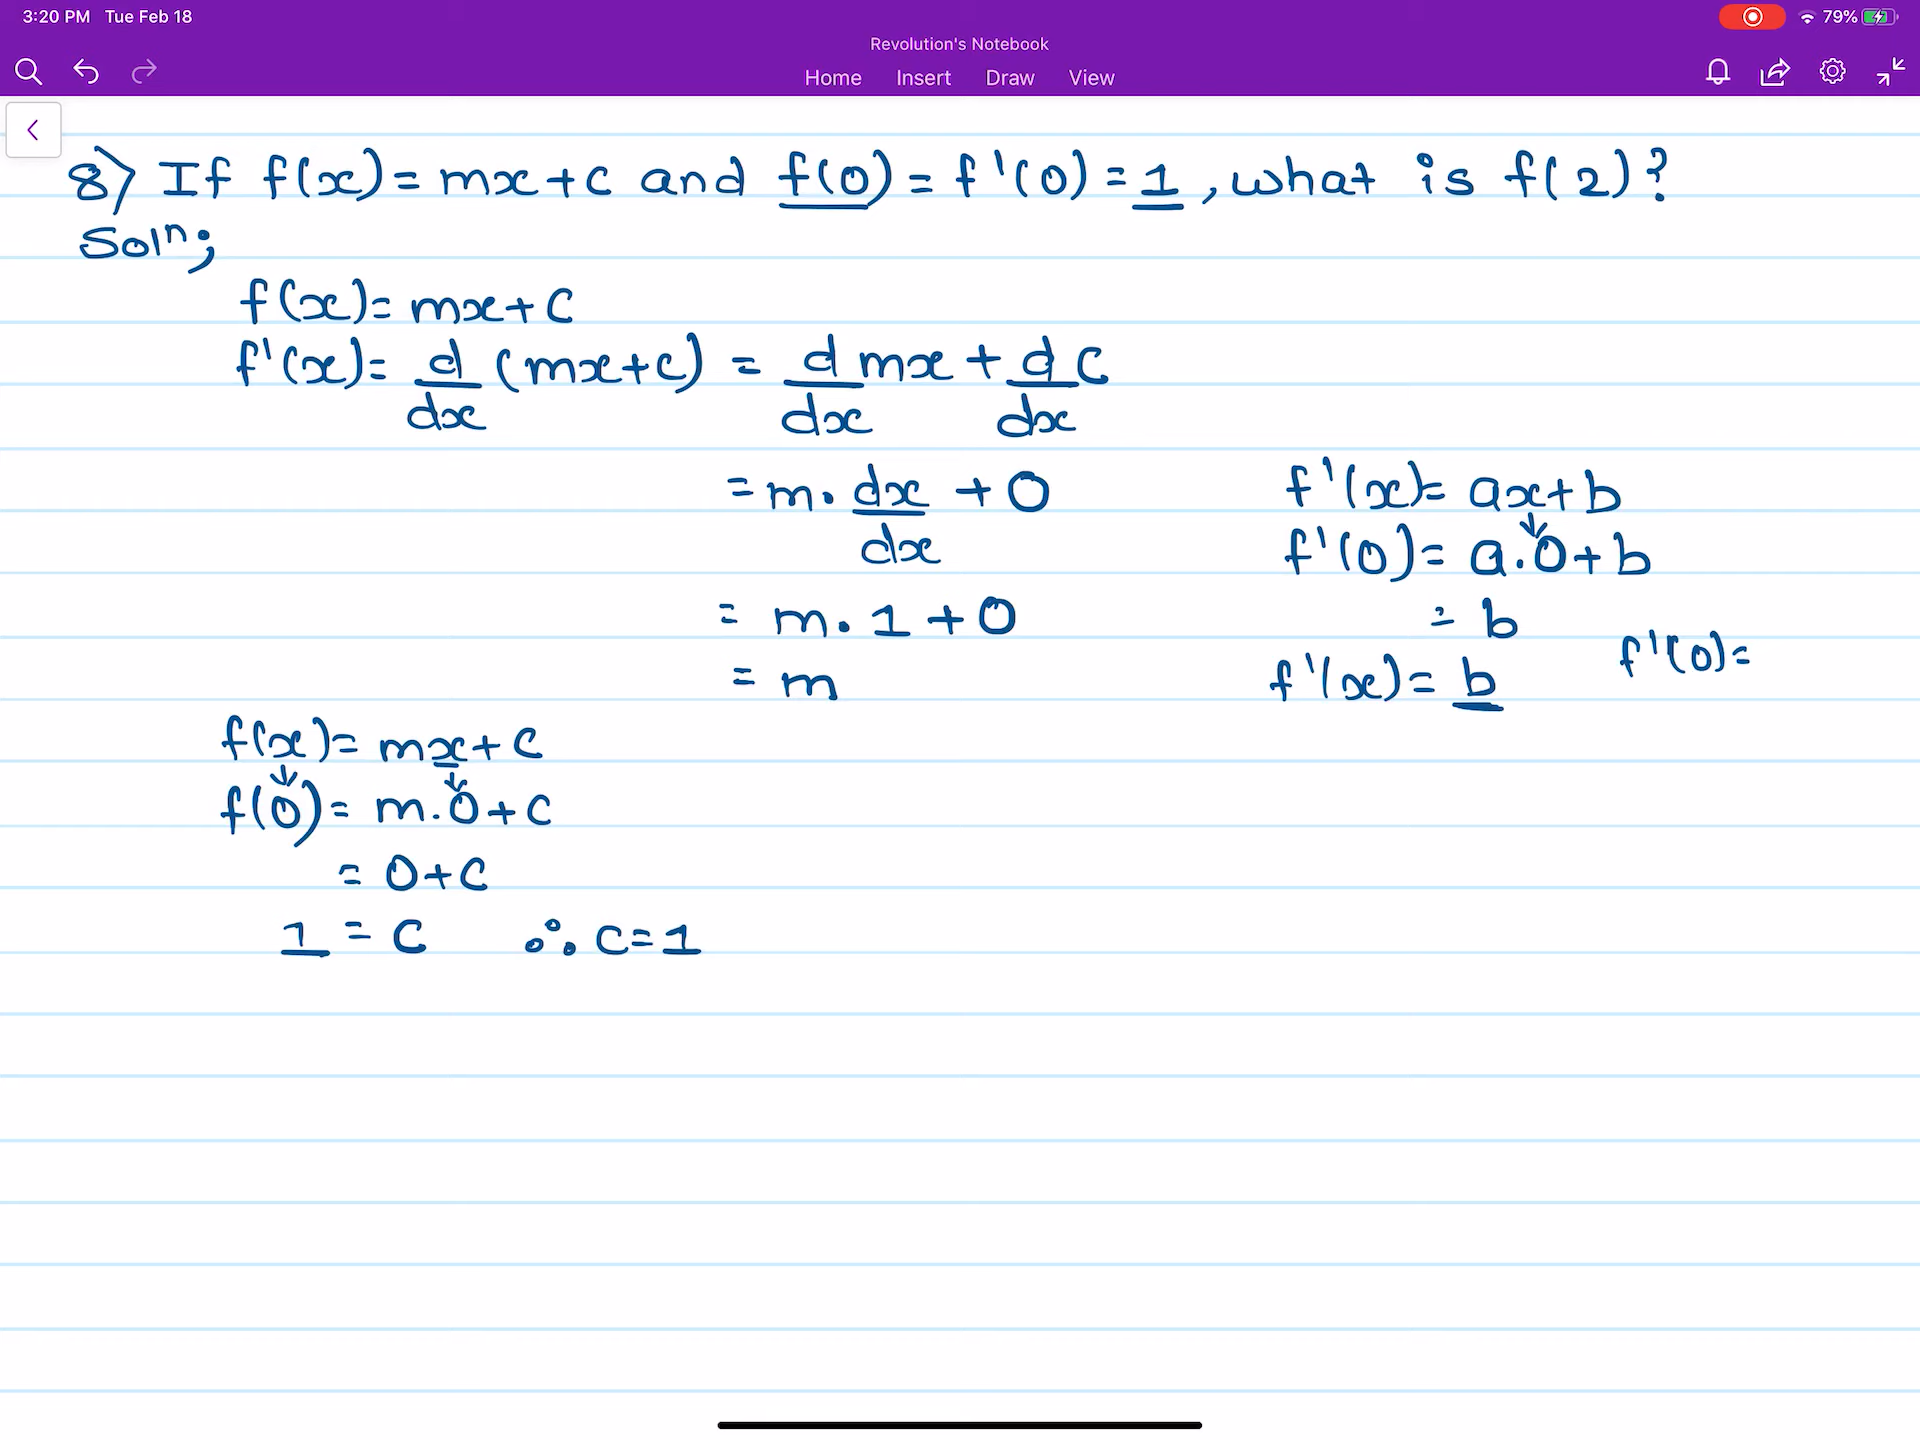 3:20 PM Tue Feb 18
79%
Revolution's Notebook
Home Insert Draw View
8) If f(x)= mx+c and f(0) = f'(0) = 1, what is f(2)?
Solⁿ;
f(x)= mx+c
f'(x)= d/dx (mx+c) = d/dx mx + d/dx c
= m. dx/dx + 0
= m. 1 + 0
= m
f'(x)= ax+b
f'(0)= a.0+b
= b
f'(x)= b
f'(0)=
f(x)= mx+c
f(0)= m.0+c
= 0+c
1 = c ∴ c=1